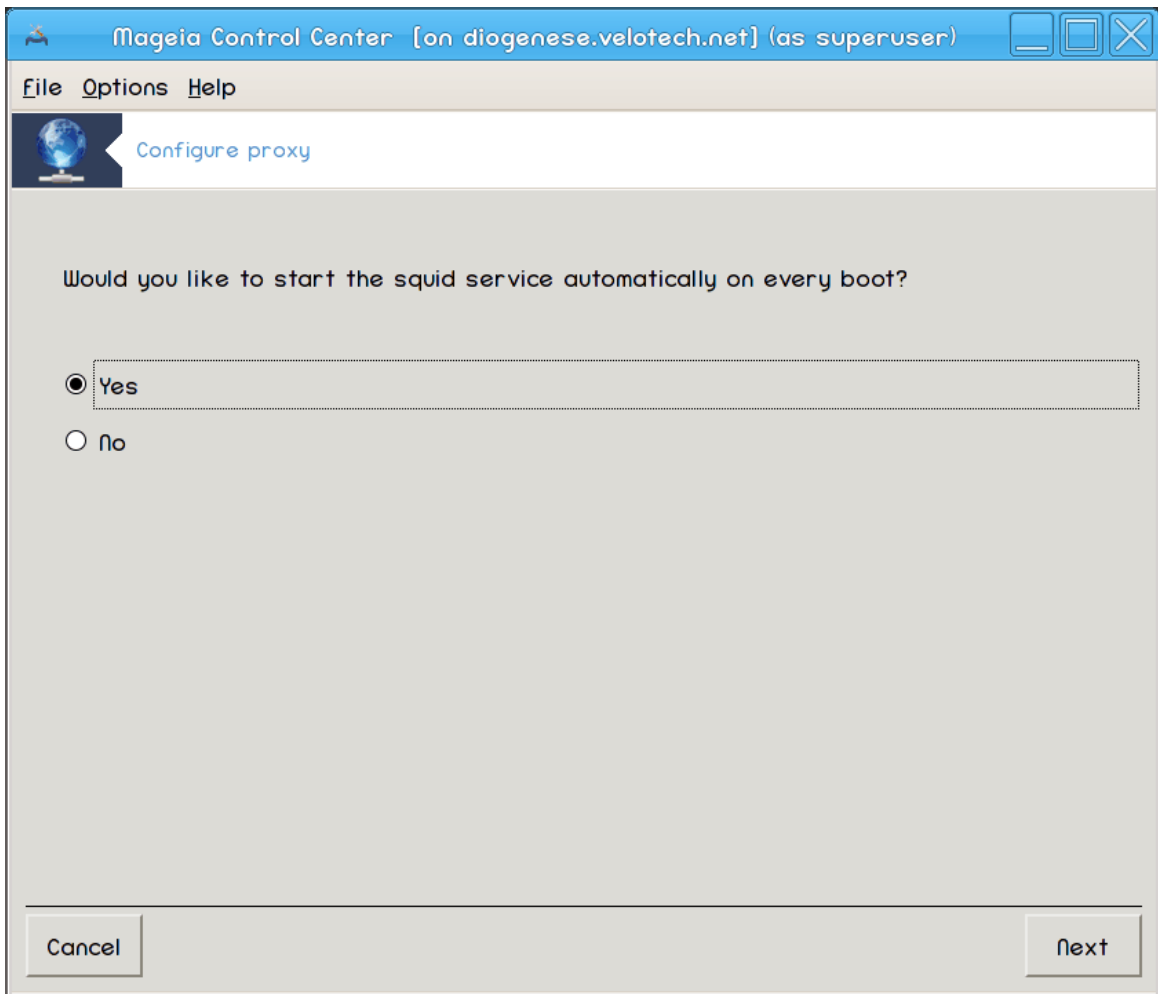 Mageia Control Center [on diogenese.velotech.net] (as superuser)
File Options Help
Configure proxy
Would you like to start the squid service automatically on every boot?
Yes
No
Cancel Next